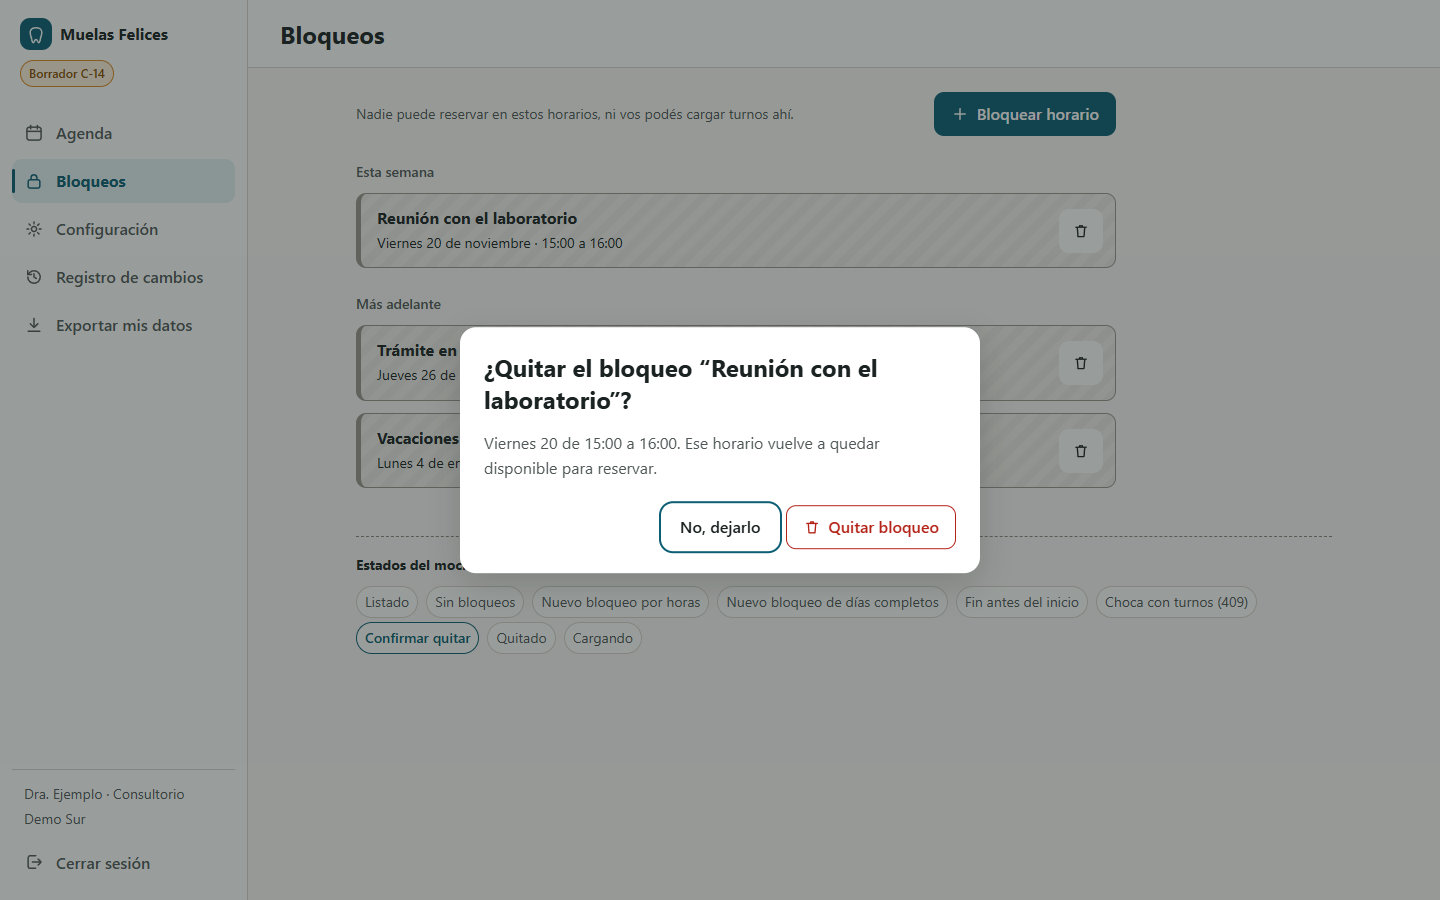 Muelas Felices
Borrador C-14
Agenda
Bloqueos
Configuración
Registro de cambios
Exportar mis datos
Dra. Ejemplo · Consultorio
Demo Sur
Cerrar sesión
Bloqueos
Nadie puede reservar en estos horarios, ni vos podés cargar turnos ahí.
Bloquear horario
Esta semana
Reunión con el laboratorio
Viernes 20 de noviembre · 15:00 a 16:00
Más adelante
Trámite en
Jueves 26 de
Vacaciones
Lunes 4 de
¿Quitar el bloqueo “Reunión con el
laboratorio”?
Viernes 20 de 15:00 a 16:00. Ese horario vuelve a quedar
disponible para reservar.
No, dejarlo
Quitar bloqueo
Estados del
Listado
Sin bloqueos
Nuevo bloqueo por horas
Nuevo bloqueo de días completos
Fin antes del inicio
Choca con turnos (409)
Confirmar quitar
Quitado
Cargando